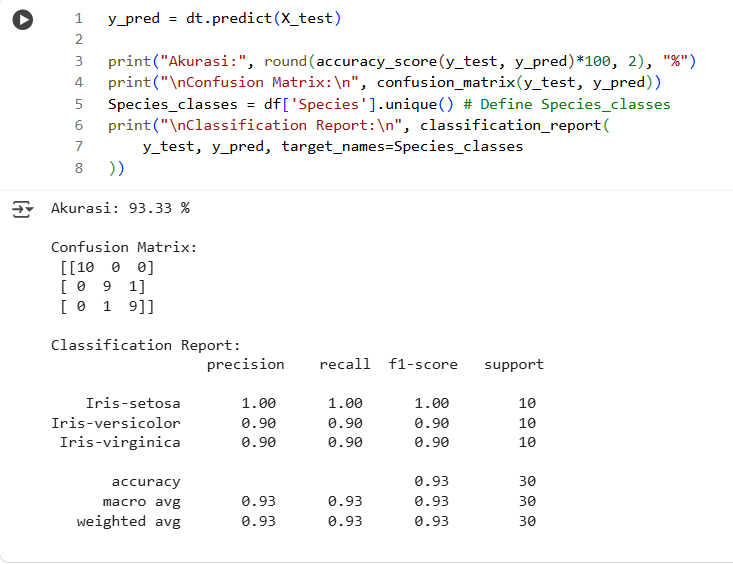 1 y_pred = dt.predict(X_test)
2
3 print("Akurasi:", round(accuracy_score(y_test, y_pred)*100, 2), "%")
4 print("\nConfusion Matrix:\n", confusion_matrix(y_test, y_pred))
5 Species_classes = df['Species'].unique() # Define Species_classes
6 print("\nClassification Report:\n", classification_report(
7     y_test, y_pred, target_names=Species_classes
8 ))
Akurasi: 93.33 %

Confusion Matrix:
 [[10  0  0]
 [ 0  9  1]
 [ 0  1  9]]

Classification Report:
                  precision    recall  f1-score   support

    Iris-setosa       1.00      1.00      1.00        10
Iris-versicolor       0.90      0.90      0.90        10
 Iris-virginica       0.90      0.90      0.90        10

       accuracy                           0.93        30
      macro avg       0.93      0.93      0.93        30
   weighted avg       0.93      0.93      0.93        30